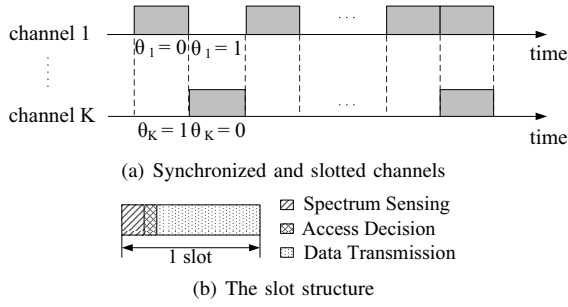 channel 1
θ₁ = 0 θ₁ = 1
. . .
time
channel K
θK = 1 θK = 0
. . .
time
(a) Synchronized and slotted channels
Spectrum Sensing
Access Decision
Data Transmission
1 slot
(b) The slot structure